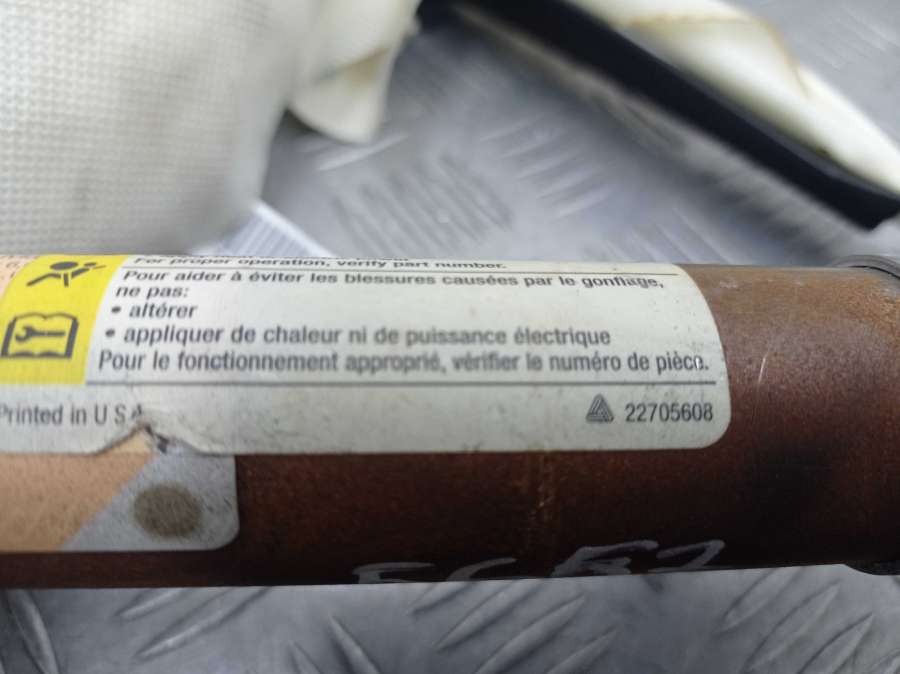 For proper operation, verify part number.
Pour aider à éviter les blessures causées par le gonflage,
ne pas:
• altérer
• appliquer de chaleur ni de puissance électrique
Pour le fonctionnement approprié, vérifier le numéro de pièce.
Printed in U S A
22705608